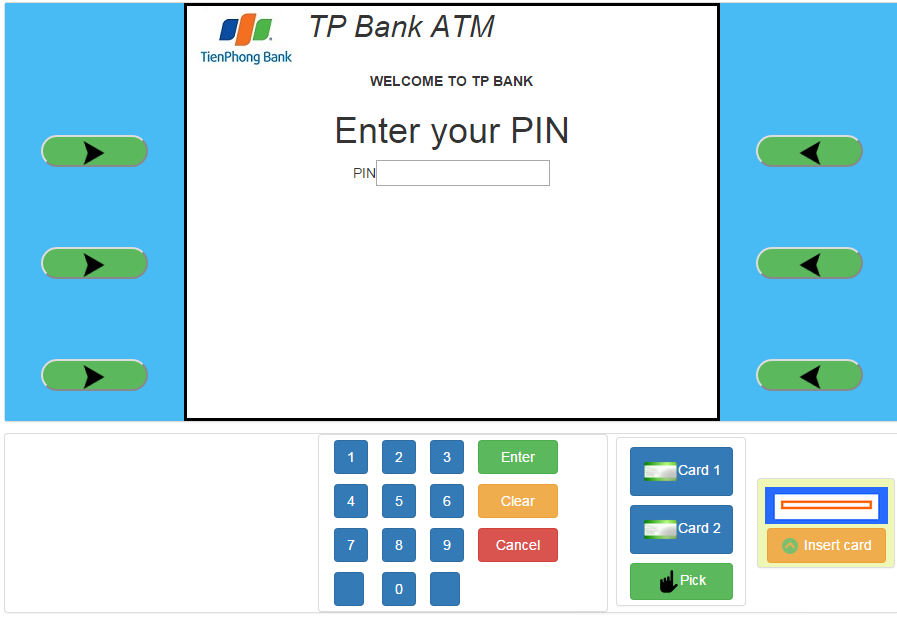 TP Bank ATM
TienPhong Bank
WELCOME TO TP BANK
Enter your PIN
PIN
1 2 3 Enter
4 5 6 Clear
7 8 9 Cancel
0
Card 1
Card 2
Pick
Insert card